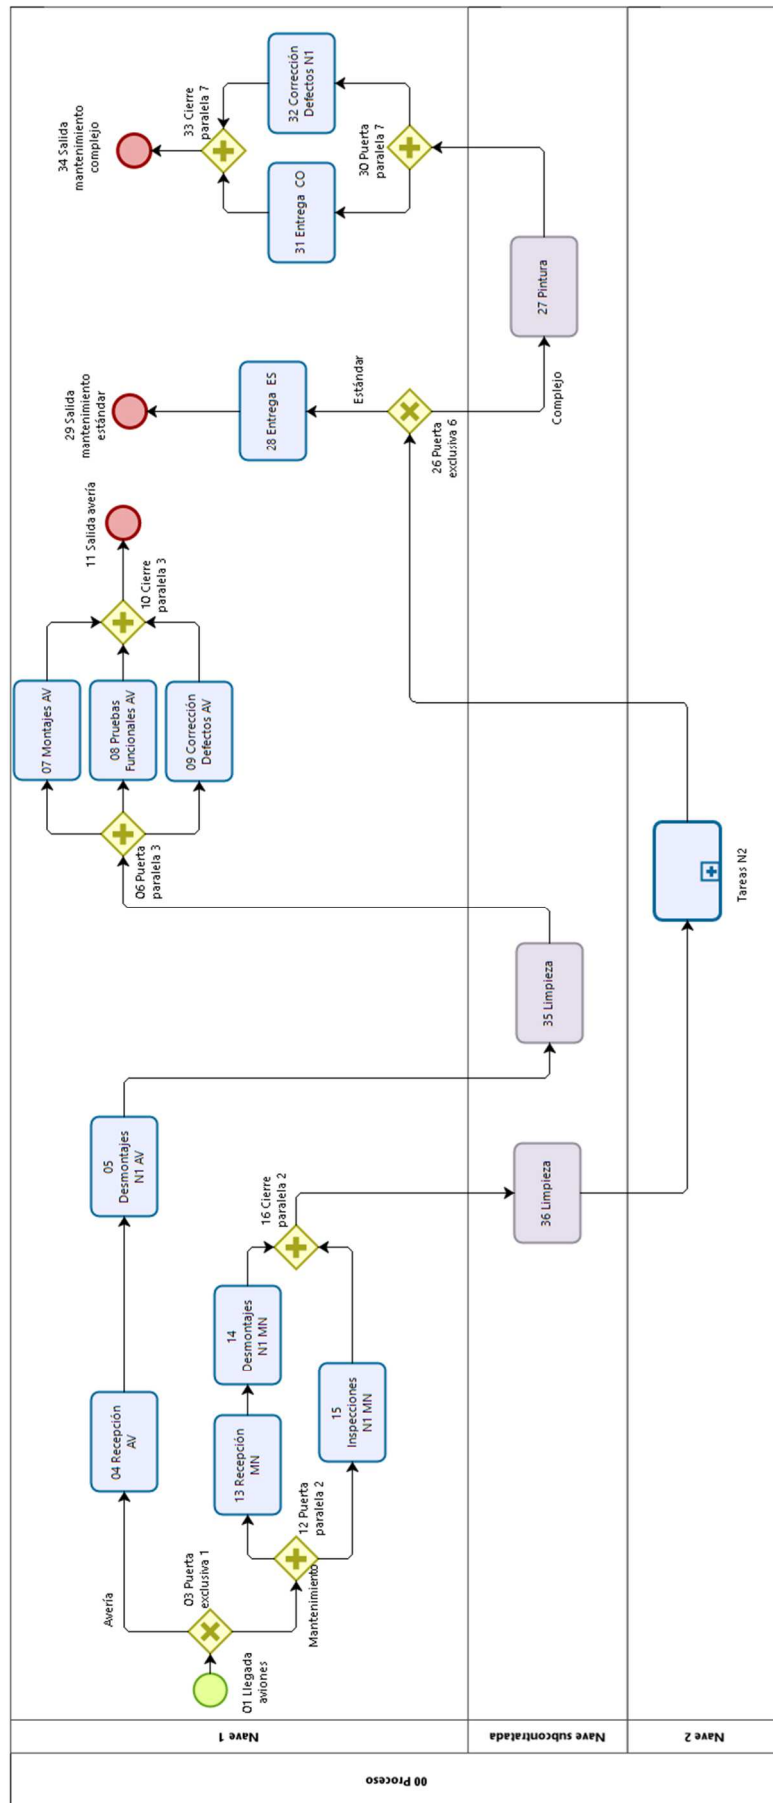 00 Proceso
Nave 1
Nave subcontratada
Nave 2
01 Llegada
aviones
03 Puerta
exclusiva 1
Avería
Mantenimiento
04 Recepción
AV
05
Desmontajes
N1 AV
12 Puerta
paralela 2
13 Recepción
MN
14
Desmontajes
N1 MN
15
Inspecciones
N1 MN
16 Cierre
paralela 2
36 Limpieza
35 Limpieza
Tareas N2
06 Puerta
paralela 3
07 Montajes AV
08 Pruebas
Funcionales AV
09 Corrección
Defectos AV
10 Cierre
paralela 3
11 Salida avería
26 Puerta
exclusiva 6
Estándar
Complejo
28 Entrega ES
29 Salida
mantenimiento
estándar
27 Pintura
30 Puerta
paralela 7
31 Entrega CO
32 Corrección
Defectos N1
33 Cierre
paralela 7
34 Salida
mantenimiento
complejo